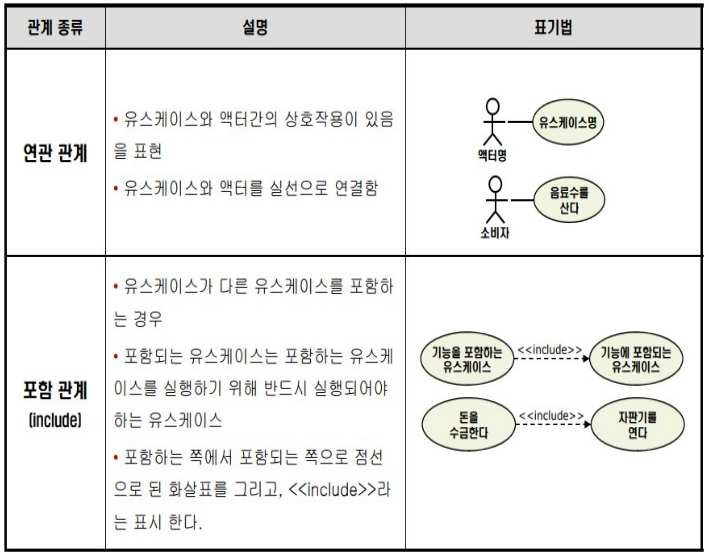 관계 종류
설명
표기법
연관 관계
• 유스케이스와 액터간의 상호작용이 있음
을 표현
• 유스케이스와 액터를 실선으로 연결함
액터명
유스케이스명
소비자
음료수를
산다
포함 관계
(include)
• 유스케이스가 다른 유스케이스를 포함하
는 경우
• 포함되는 유스케이스는 포함하는 유스케
이스를 실행하기 위해 반드시 실행되어야
하는 유스케이스
• 포함하는 쪽에서 포함되는 쪽으로 점선
으로 된 화살표를 그리고, <<include>>라
는 표시 한다.
기능을 포함하는
유스케이스
<<include>>
기능에 포함되는
유스케이스
돈을
수금한다
<<include>>
자판기를
연다